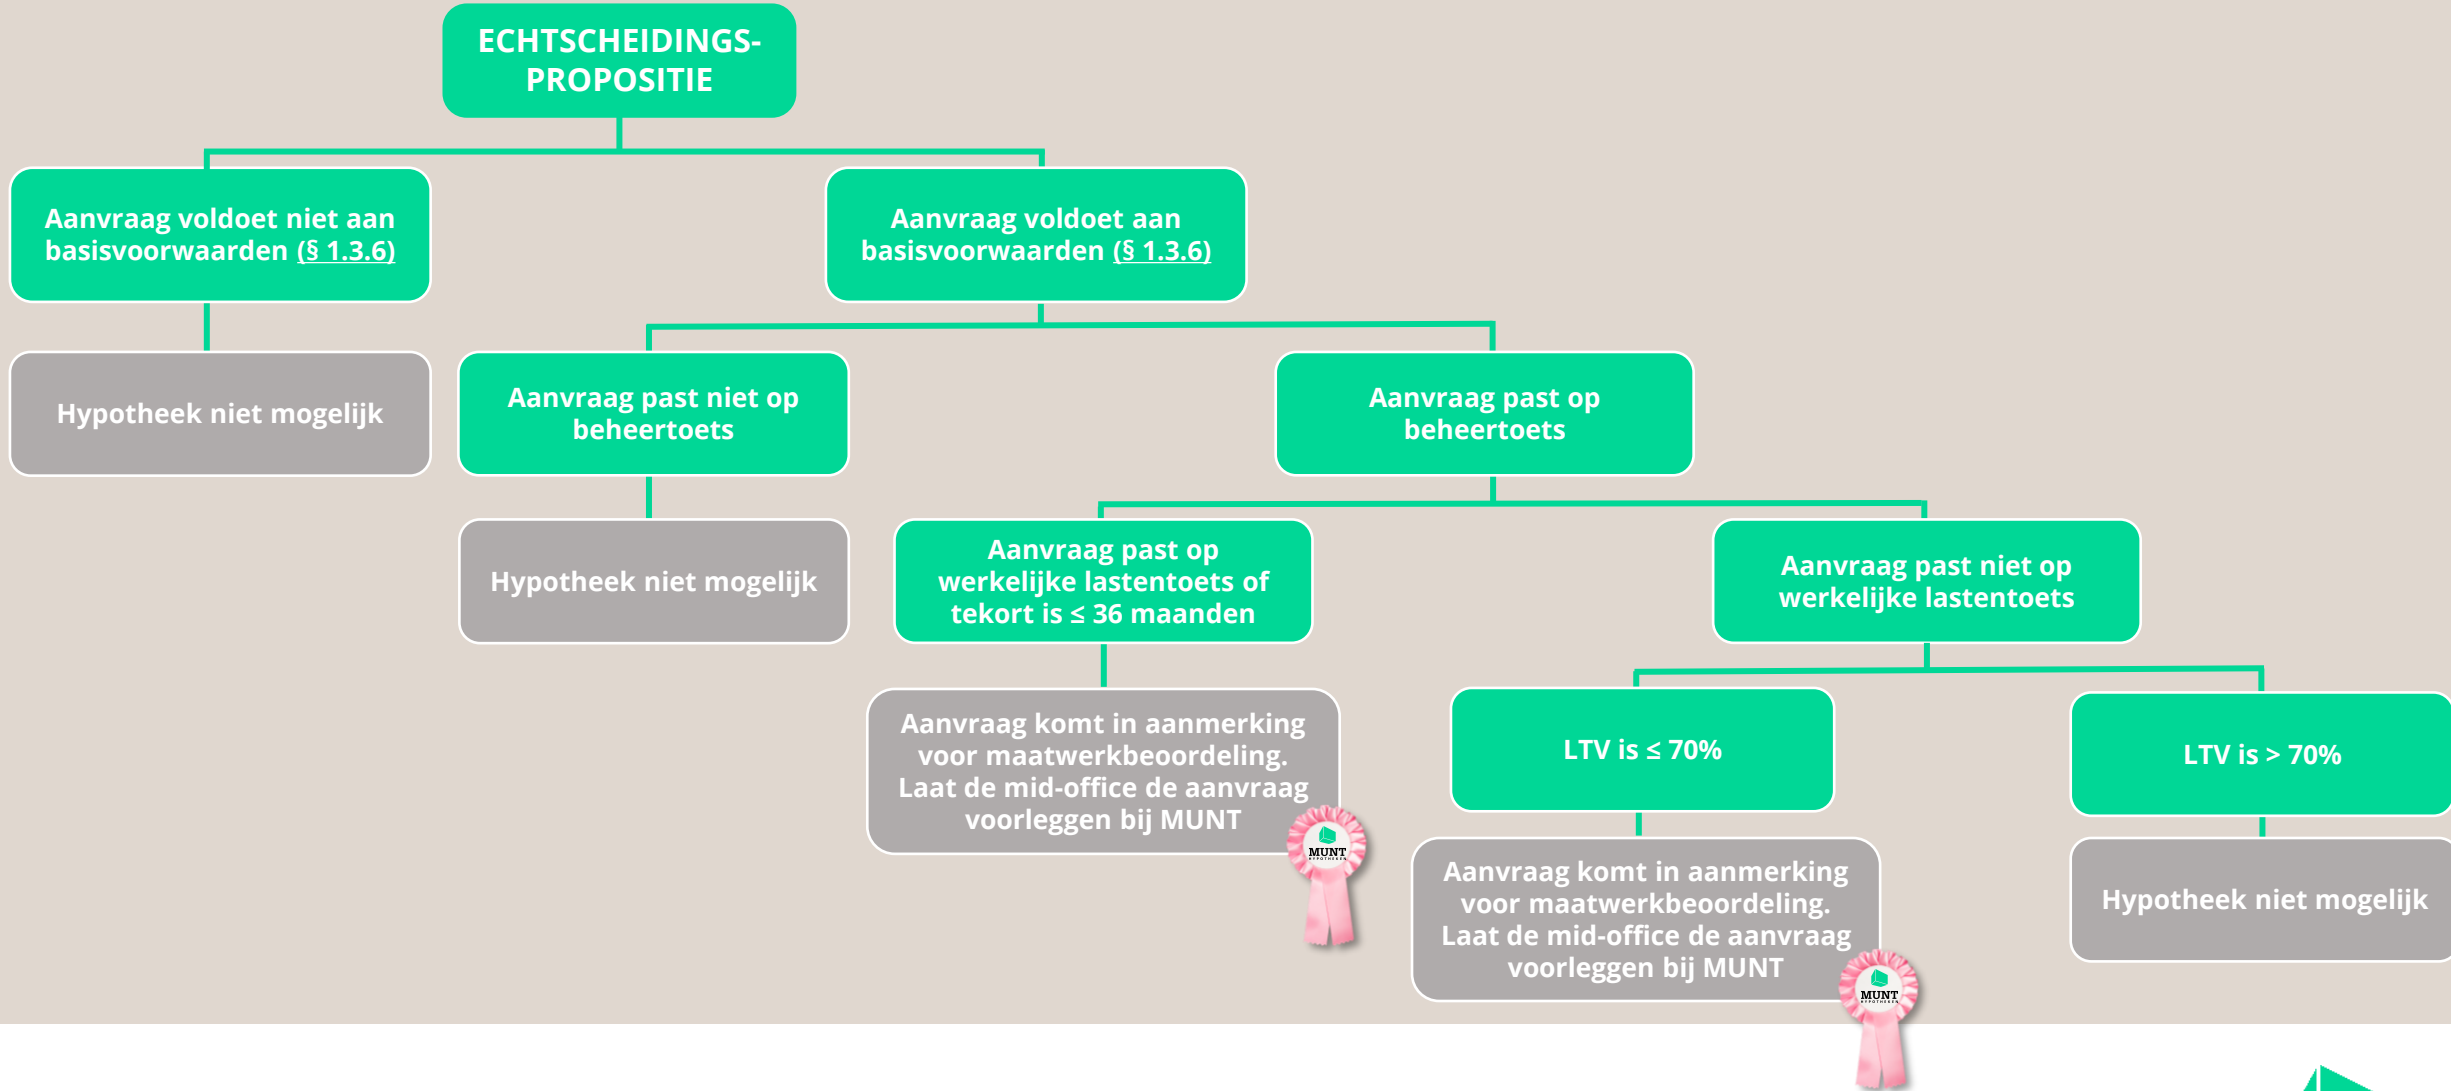 ECHTSCHEIDINGS-
PROPOSITIE
Aanvraag voldoet niet aan
basisvoorwaarden (§ 1.3.6)
Aanvraag voldoet aan
basisvoorwaarden (§ 1.3.6)
Hypotheek niet mogelijk
Aanvraag past niet op
beheertoets
Aanvraag past op
beheertoets
Hypotheek niet mogelijk
Aanvraag past op
werkelijke lastentoets of
tekort is ≤ 36 maanden
Aanvraag past niet op
werkelijke lastentoets
Aanvraag komt in aanmerking
voor maatwerkbeoordeling.
Laat de mid-office de aanvraag
voorleggen bij MUNT
MUNT
HYPOTHEKEN
LTV is ≤ 70%
LTV is > 70%
Aanvraag komt in aanmerking
voor maatwerkbeoordeling.
Laat de mid-office de aanvraag
voorleggen bij MUNT
MUNT
HYPOTHEKEN
Hypotheek niet mogelijk